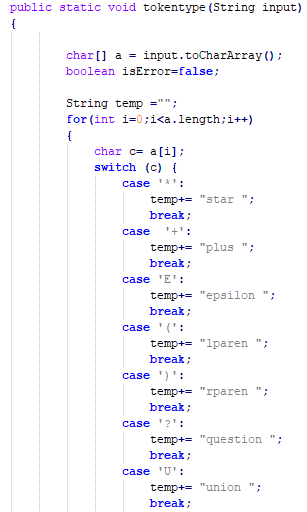 public static void tokentype(String input)
{
char[] a = input.toCharArray();
boolean isError=false;
String temp ="";
for(int i=0;i<a.length;i++)
{
char c= a[i];
switch (c) {
case '*':
temp+= "star ";
break;
case '+':
temp+= "plus ";
break;
case 'E':
temp+= "epsilon ";
break;
case '(':
temp+= "lparen ";
break;
case ')':
temp+= "rparen ";
break;
case '?':
temp+= "question ";
break;
case 'U':
temp+= "union ";
break;